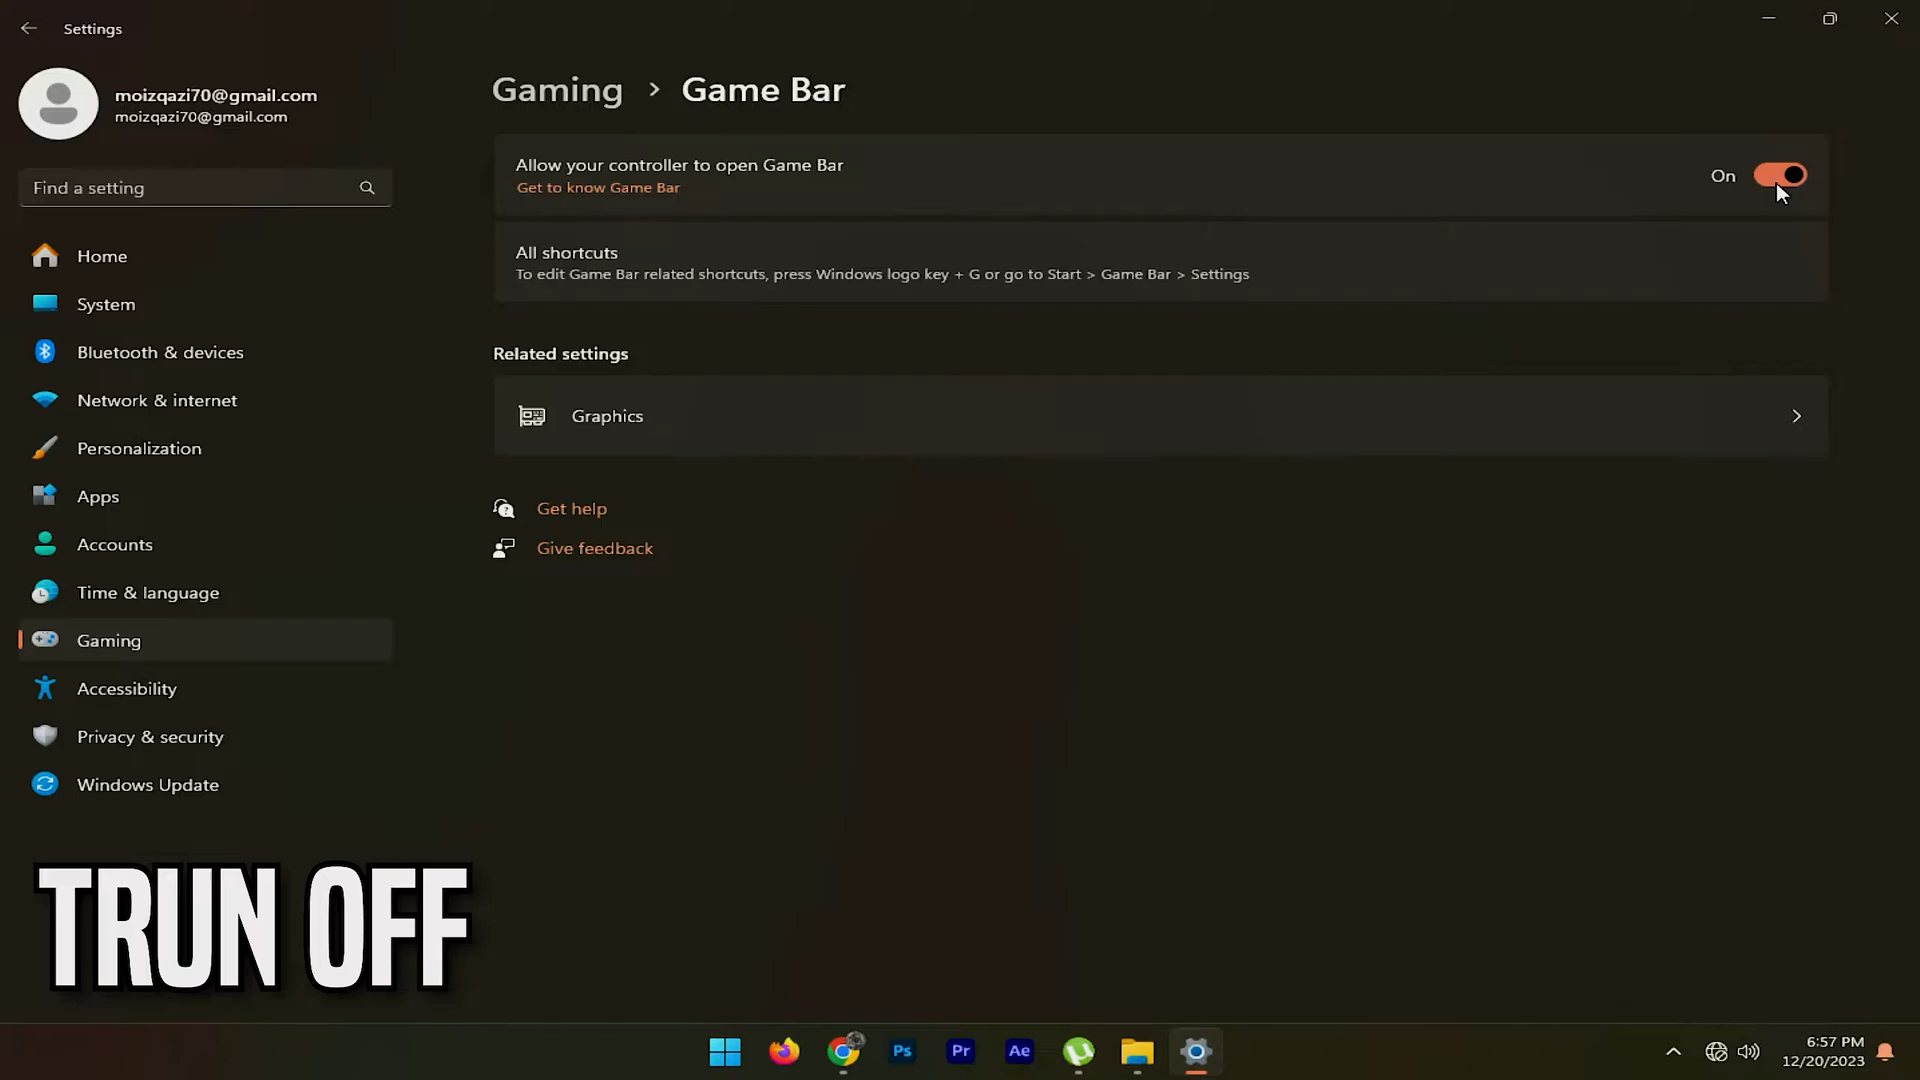 Settings
moizqazi70@gmail.com
moizqazi70@gmail.com
Find a setting
Home
System
Bluetooth & devices
Network & internet
Personalization
Apps
Accounts
Time & language
Gaming
Accessibility
Privacy & security
Windows Update
Gaming > Game Bar
Allow your controller to open Game Bar
Get to know Game Bar
On
All shortcuts
To edit Game Bar related shortcuts, press Windows logo key + G or go to Start > Game Bar > Settings
Related settings
Graphics
Get help
Give feedback
TRUN OFF
Ps
Pr
Ae
6:57 PM
12/20/2023